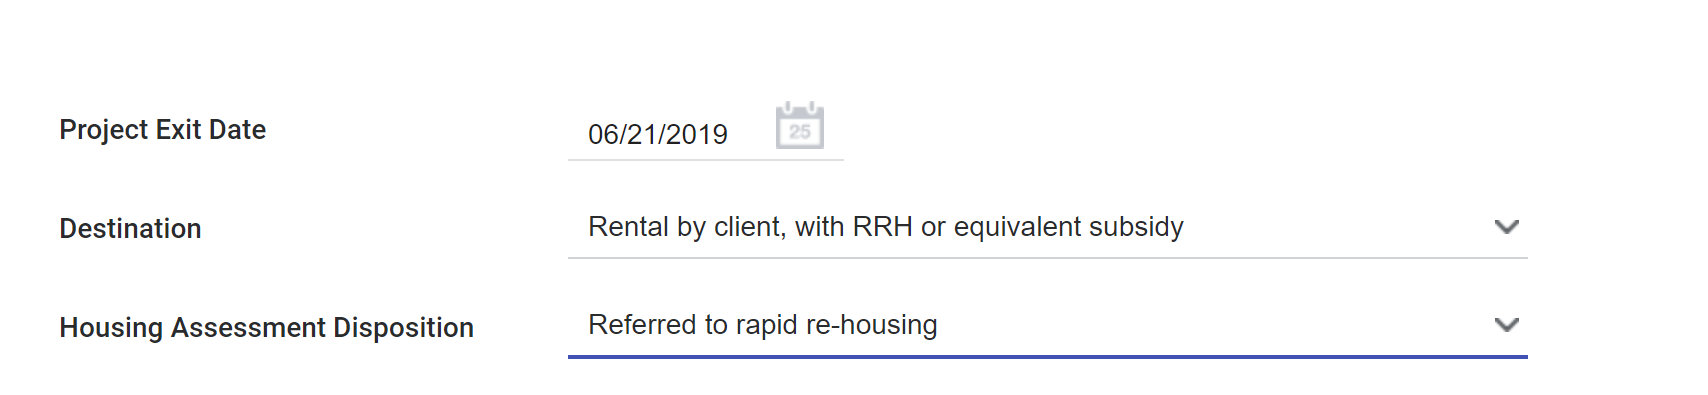 Project Exit Date
06/21/2019
25
Destination
Rental by client, with RRH or equivalent subsidy
Housing Assessment Disposition
Referred to rapid re-housing